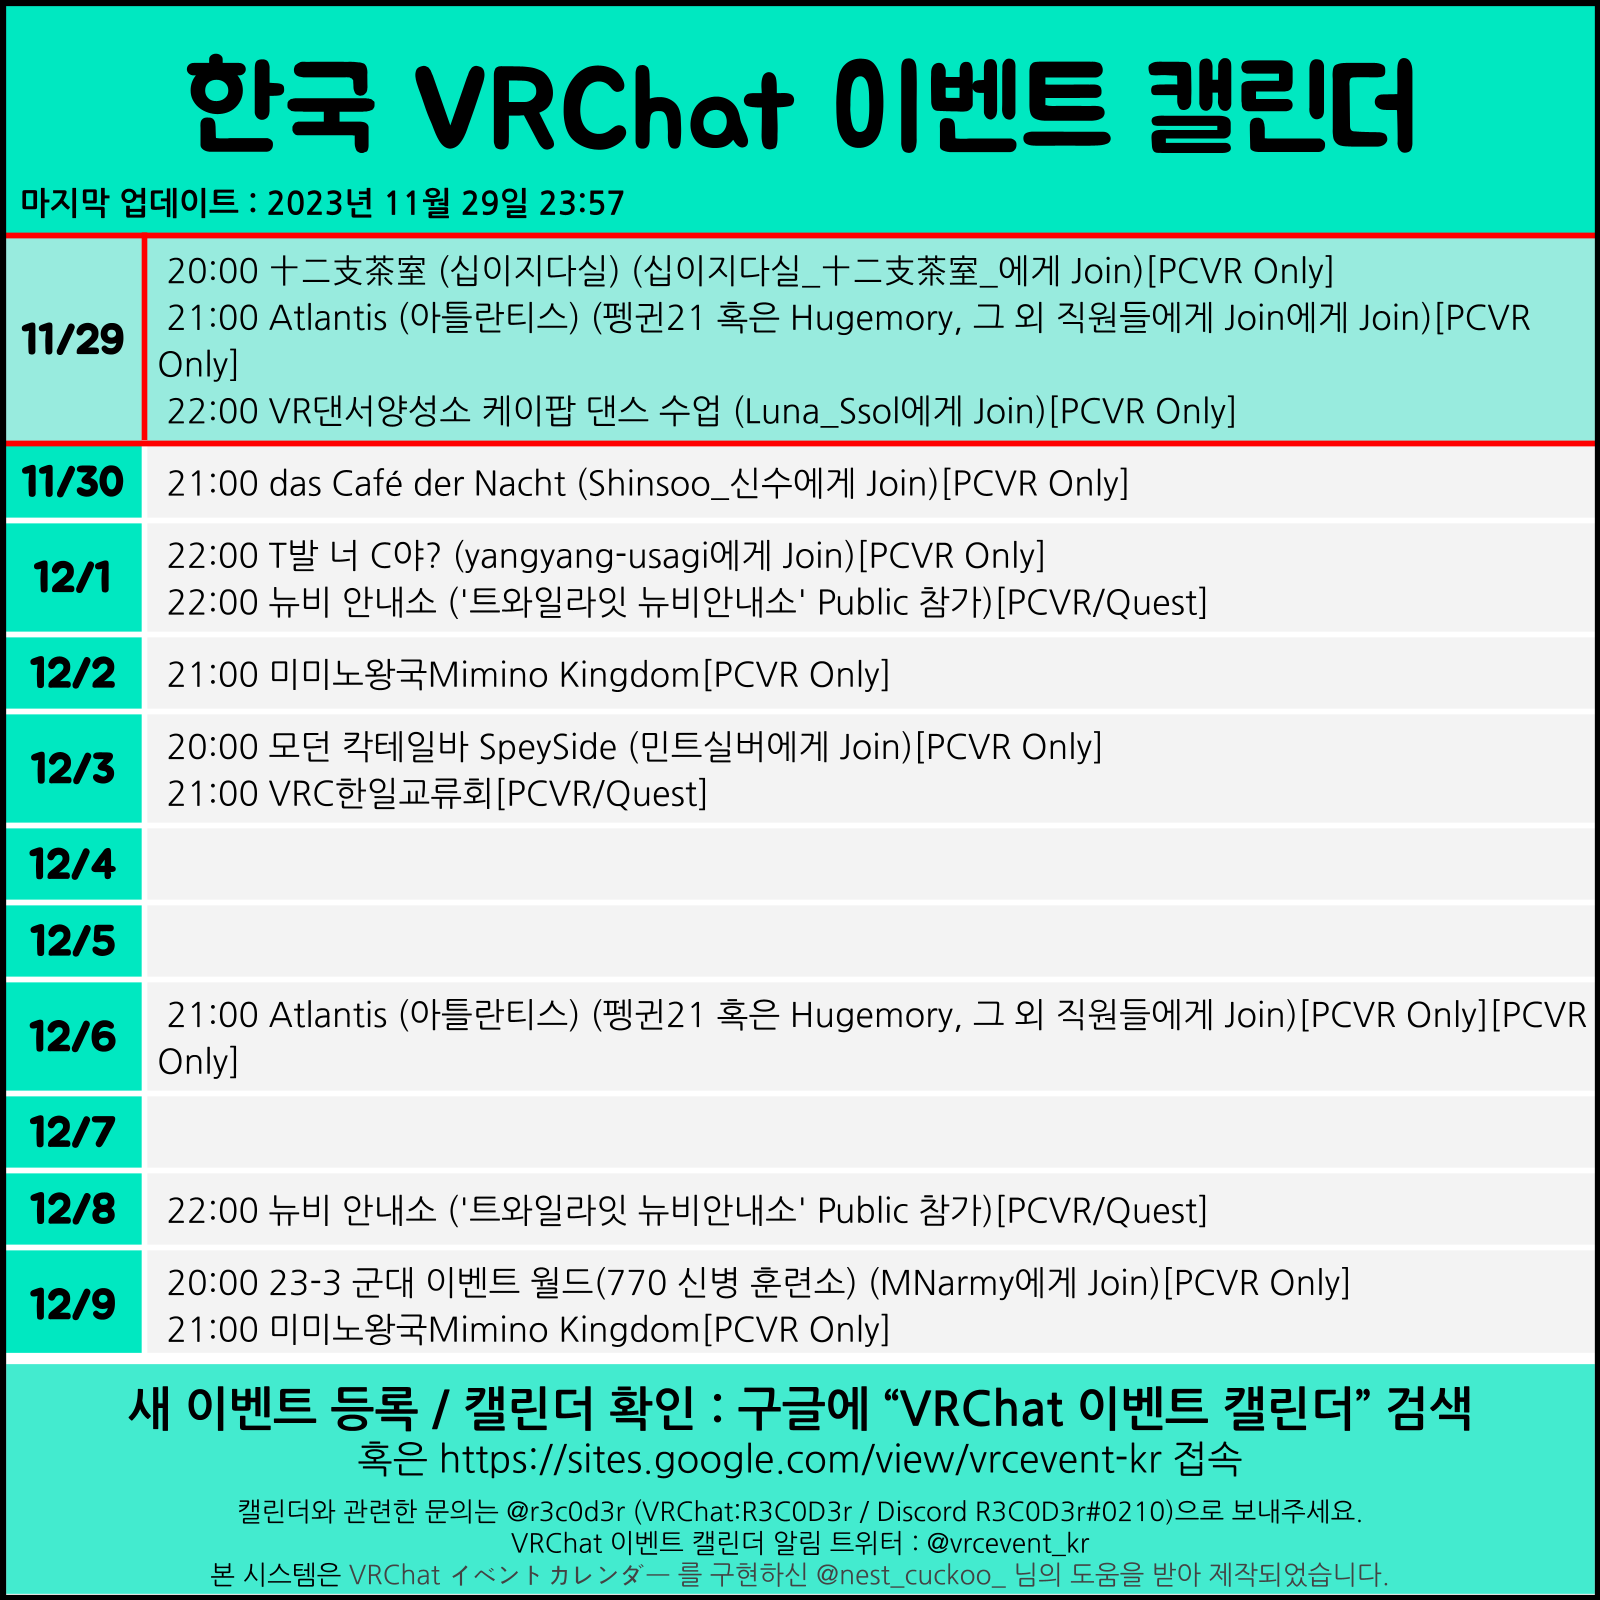 한국 VRChat 이벤트 캘린더
마지막 업데이트 : 2023년 11월 29일 23:57
11/29
20:00 十二支茶室 (십이지다실) (십이지다실_十二支茶室_에게 Join)[PCVR Only]
21:00 Atlantis (아틀란티스) (펭귄21 혹은 Hugemory, 그 외 직원들에게 Join에게 Join)[PCVR
Only]
22:00 VR댄서양성소 케이팝 댄스 수업 (Luna_Ssol에게 Join)[PCVR Only]
11/30
21:00 das Café der Nacht (Shinsoo_신수에게 Join)[PCVR Only]
12/1
22:00 T발 너 C야? (yangyang-usagi에게 Join)[PCVR Only]
22:00 뉴비 안내소 ('트와일라잇 뉴비안내소' Public 참가)[PCVR/Quest]
12/2
21:00 미미노왕국Mimino Kingdom[PCVR Only]
12/3
20:00 모던 칵테일바 SpeySide (민트실버에게 Join)[PCVR Only]
21:00 VRC한일교류회[PCVR/Quest]
12/4
12/5
12/6
21:00 Atlantis (아틀란티스) (펭귄21 혹은 Hugemory, 그 외 직원들에게 Join)[PCVR Only][PCVR
Only]
12/7
12/8
22:00 뉴비 안내소 ('트와일라잇 뉴비안내소' Public 참가)[PCVR/Quest]
12/9
20:00 23-3 군대 이벤트 월드(770 신병 훈련소) (MNarmy에게 Join)[PCVR Only]
21:00 미미노왕국Mimino Kingdom[PCVR Only]
새 이벤트 등록 / 캘린더 확인 : 구글에 “VRChat 이벤트 캘린더” 검색
혹은 https://sites.google.com/view/vrcevent-kr 접속
캘린더와 관련한 문의는 @r3c0d3r (VRChat:R3C0D3r / Discord R3C0D3r#0210)으로 보내주세요.
VRChat 이벤트 캘린더 알림 트위터 : @vrcevent_kr
본 시스템은 VRChat イベントカレンダー 를 구현하신 @nest_cuckoo_ 님의 도움을 받아 제작되었습니다.